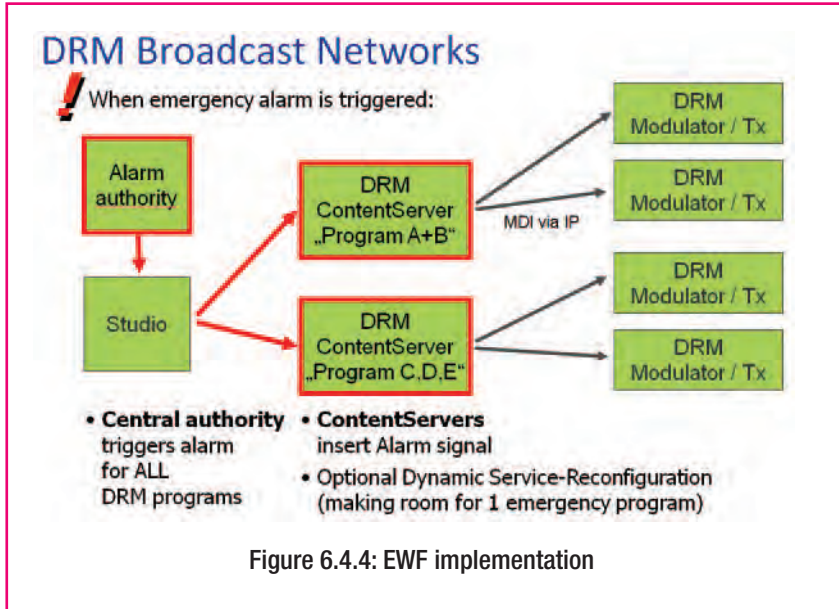 DRM Broadcast Networks
! When emergency alarm is triggered:
Alarm
authority
Studio
DRM
ContentServer
„Program A+B“
DRM
ContentServer
„Program C,D,E“
MDI via IP
DRM
Modulator / Tx
DRM
Modulator / Tx
DRM
Modulator / Tx
DRM
Modulator / Tx
• Central authority
triggers alarm
for ALL
DRM programs
• ContentServers
insert Alarm signal
• Optional Dynamic Service-Reconfiguration
(making room for 1 emergency program)
Figure 6.4.4: EWF implementation